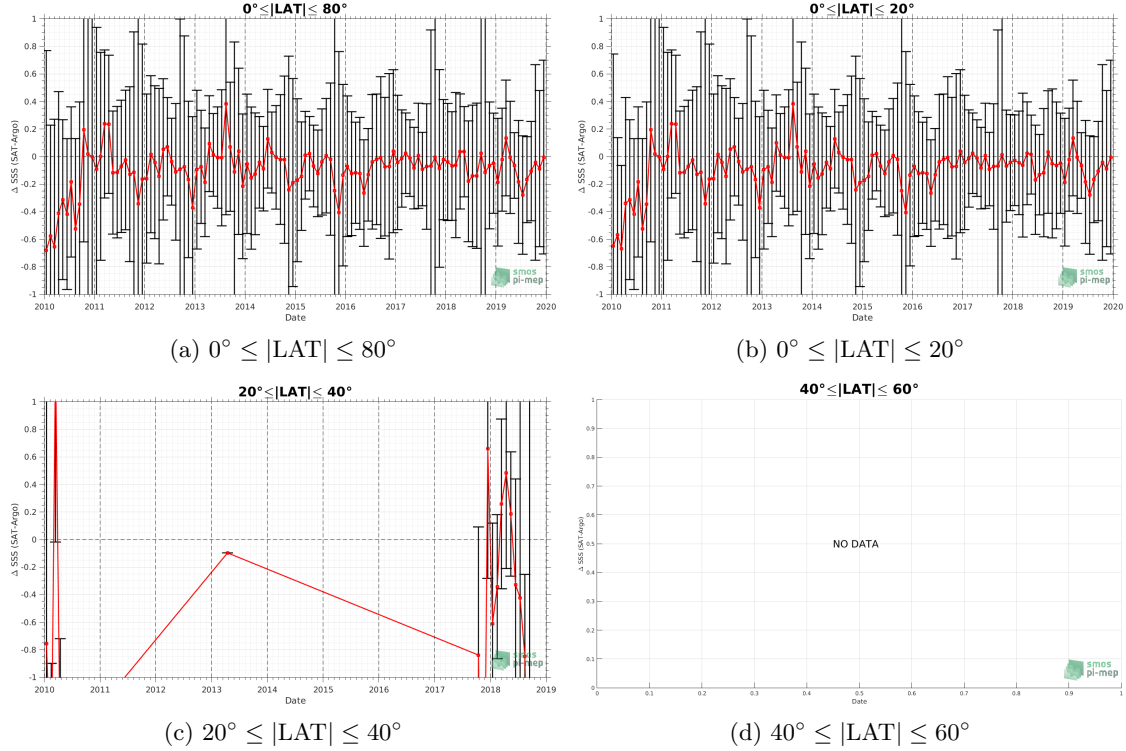 0°≤|LAT|≤ 80°
Δ SSS (SAT-Argo)
1
0.8
0.6
0.4
0.2
0
-0.2
-0.4
-0.6
-0.8
-1
2010 2011 2012 2013 2014 2015 2016 2017 2018 2019 2020
Date
smos
pi-mep
(a) 0° ≤ |LAT| ≤ 80°
0°≤|LAT|≤ 20°
Δ SSS (SAT-Argo)
1
0.8
0.6
0.4
0.2
0
-0.2
-0.4
-0.6
-0.8
-1
2010 2011 2012 2013 2014 2015 2016 2017 2018 2019 2020
Date
smos
pi-mep
(b) 0° ≤ |LAT| ≤ 20°
20°≤|LAT|≤ 40°
Δ SSS (SAT-Argo)
1
0.8
0.6
0.4
0.2
0
-0.2
-0.4
-0.6
-0.8
-1
2010 2011 2012 2013 2014 2015 2016 2017 2018 2019
Date
smos
pi-mep
(c) 20° ≤ |LAT| ≤ 40°
40°≤|LAT|≤ 60°
Δ SSS (SAT-Argo)
1
0.9
0.8
0.7
0.6
0.5
0.4
0.3
0.2
0.1
0
NO DATA
0 0.1 0.2 0.3 0.4 0.5 0.6 0.7 0.8 0.9 1
Date
smos
pi-mep
(d) 40° ≤ |LAT| ≤ 60°